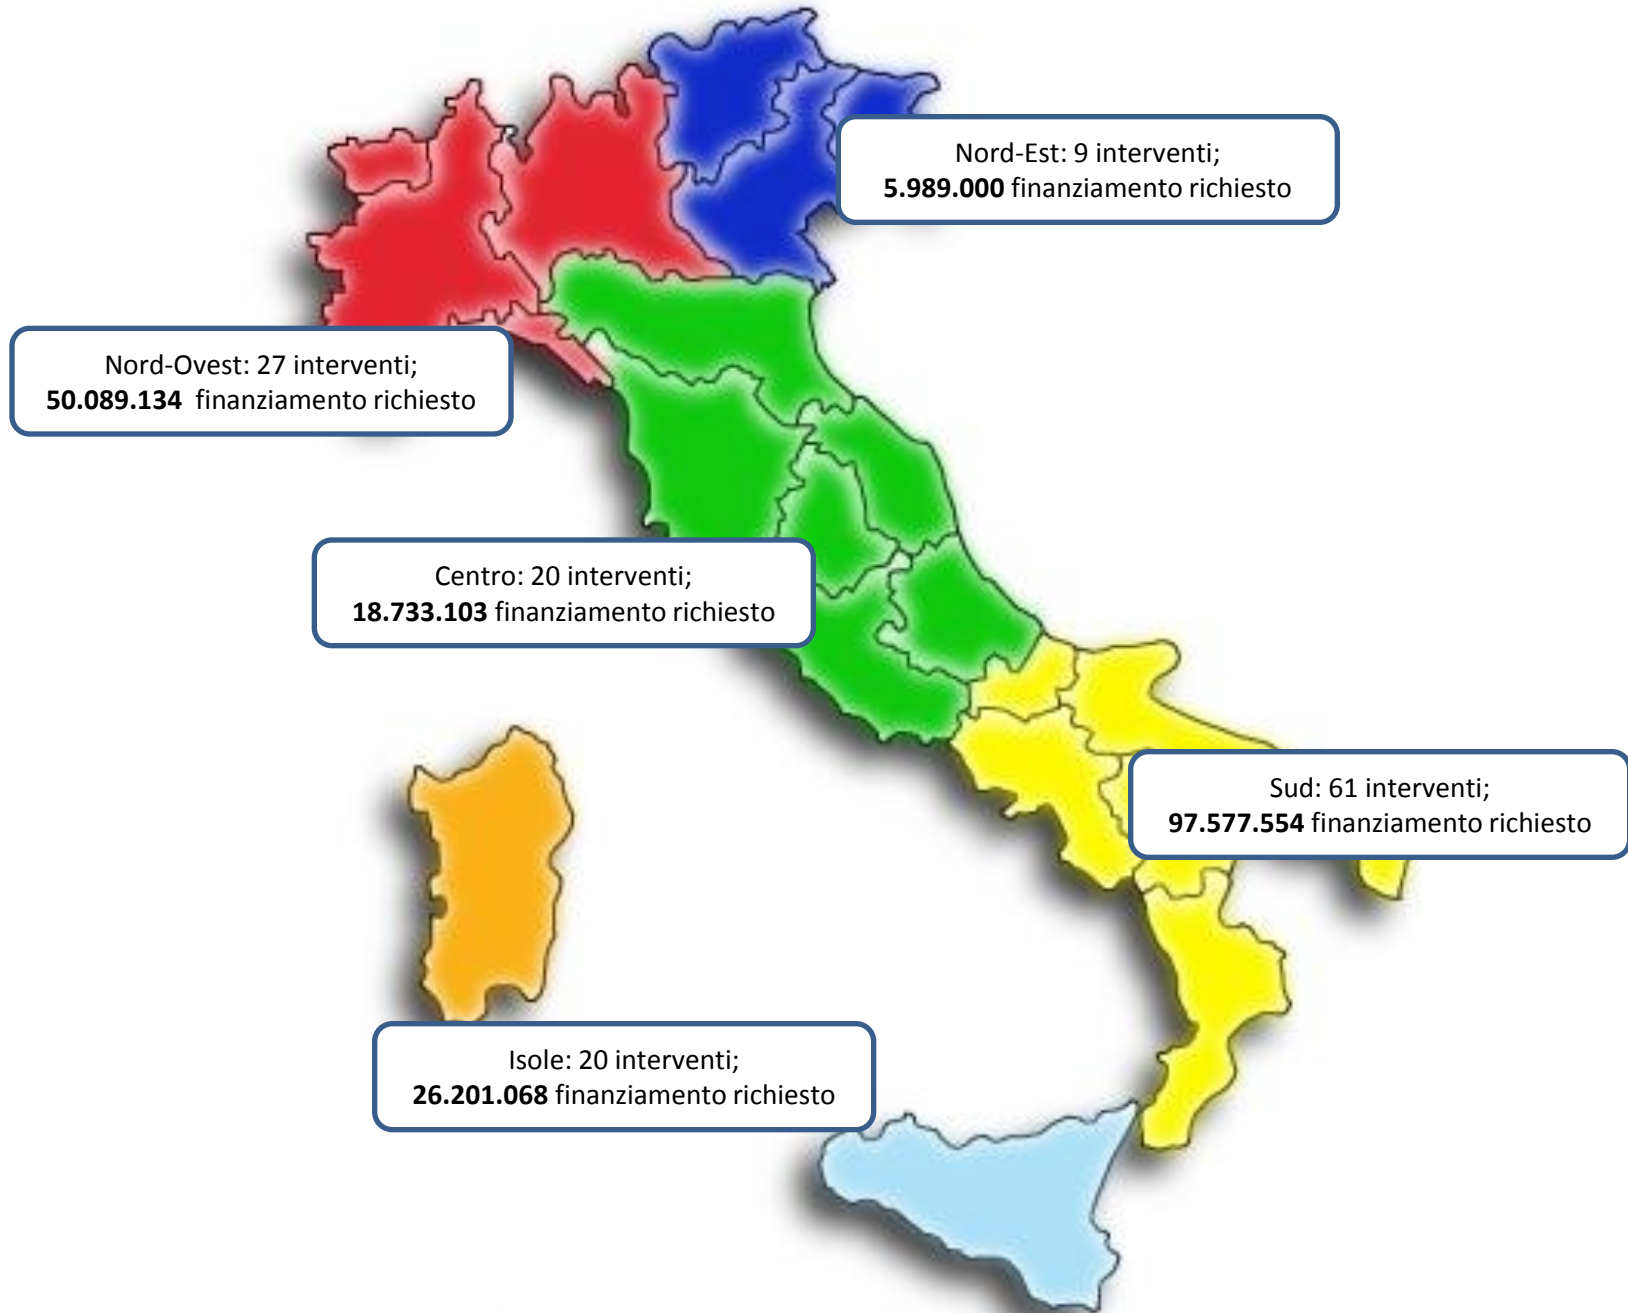 Nord-Est: 9 interventi;
5.989.000 finanziamento richiesto
Nord-Ovest: 27 interventi;
50.089.134 finanziamento richiesto
Centro: 20 interventi;
18.733.103 finanziamento richiesto
Sud: 61 interventi;
97.577.554 finanziamento richiesto
Isole: 20 interventi;
26.201.068 finanziamento richiesto